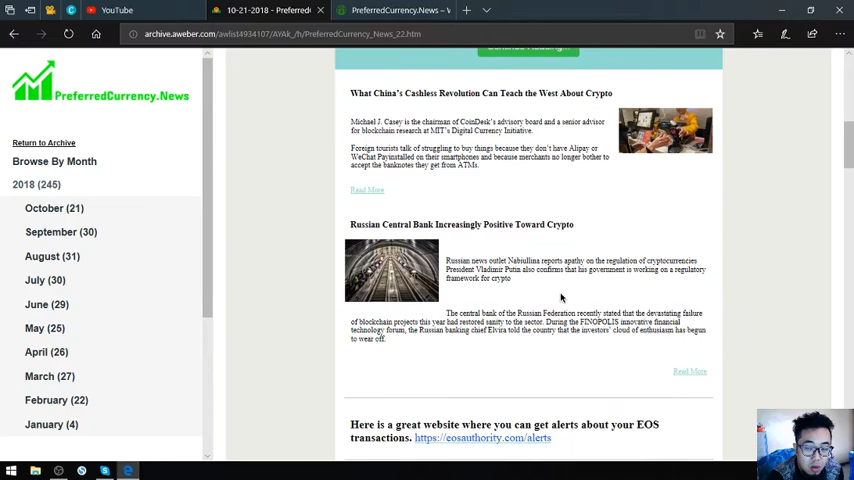 YouTube
10-21-2018 - Preferred
PreferredCurrency.News – W
archive.aweber.com/awlist4934107/AYAk_/h/PreferredCurrency_News_22.htm
PreferredCurrency.News
Return to Archive
Browse By Month
2018 (245)
October (21)
September (30)
August (31)
July (30)
June (29)
May (25)
April (26)
March (27)
February (22)
January (4)
Continue Reading...
What China's Cashless Revolution Can Teach the West About Crypto
Michael J. Casey is the chairman of CoinDesk's advisory board and a senior advisor
for blockchain research at MIT's Digital Currency Initiative.
Foreign tourists talk of struggling to buy things because they don't have Alipay or
WeChat Payinstalled on their smartphones and because merchants no longer bother to
accept the banknotes they get from ATMs.
Read More
Russian Central Bank Increasingly Positive Toward Crypto
Russian news outlet Nabiullina reports apathy on the regulation of cryptocurrencies
President Vladimir Putin also confirms that his government is working on a regulatory
framework for crypto
The central bank of the Russian Federation recently stated that the devastating failure
of blockchain projects this year had restored sanity to the sector. During the FINOPOLIS innovative financial
technology forum, the Russian banking chief Elvira told the country that the investors' cloud of enthusiasm has begun
to wear off.
Read More
Here is a great website where you can get alerts about your EOS
transactions. https://eosauthority.com/alerts